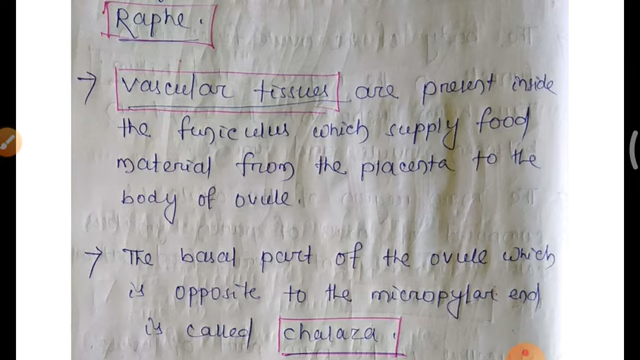 Raphe.
→ Vascular tissues are present inside
the funiculus which supply food
material from the placenta to the
body of ovule.
→ The basal part of the ovule which
is opposite to the micropylar end
is called chalaza.